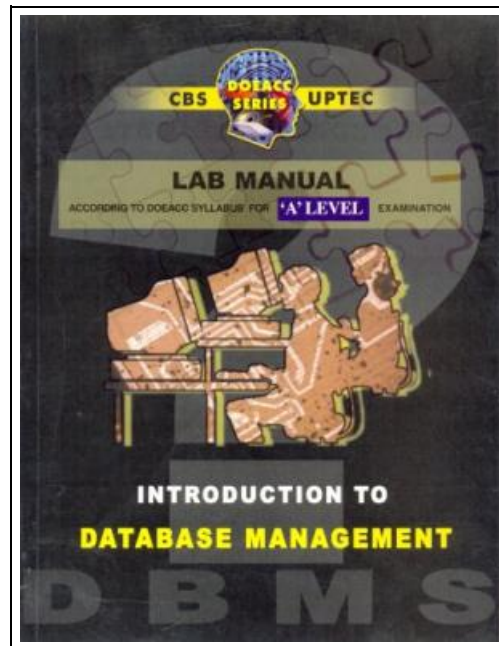 DOEACC
CBS SERIES UPTEC
LAB MANUAL
ACCORDING TO DOEACC SYLLABUS FOR 'A' LEVEL EXAMINATION
INTRODUCTION TO
DATABASE MANAGEMENT
DBMS